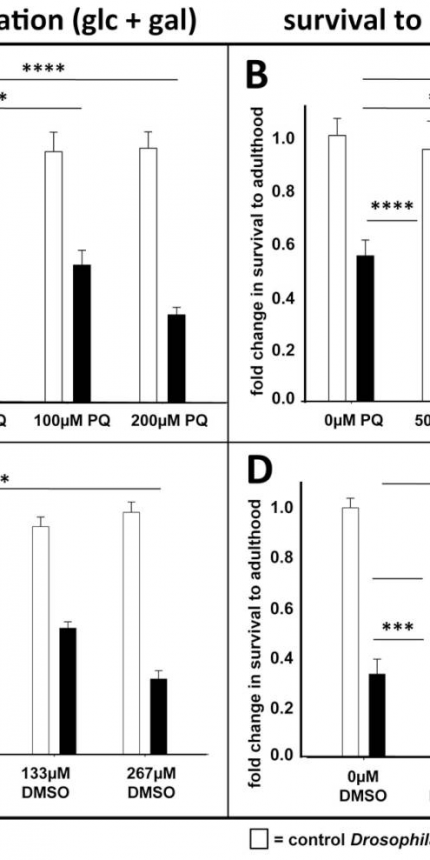 ation (glc + gal)
survival to
****
*
100µM PQ
200µM PQ
B
fold change in survival to adulthood
1.0
0.8
0.6
0.4
0.2
0.0
****
0µM PQ
50
*
133µM
DMSO
267µM
DMSO
D
fold change in survival to adulthood
1.0
0.8
0.6
0.4
0.2
0.0
***
0µM
DMSO
= control Drosophila